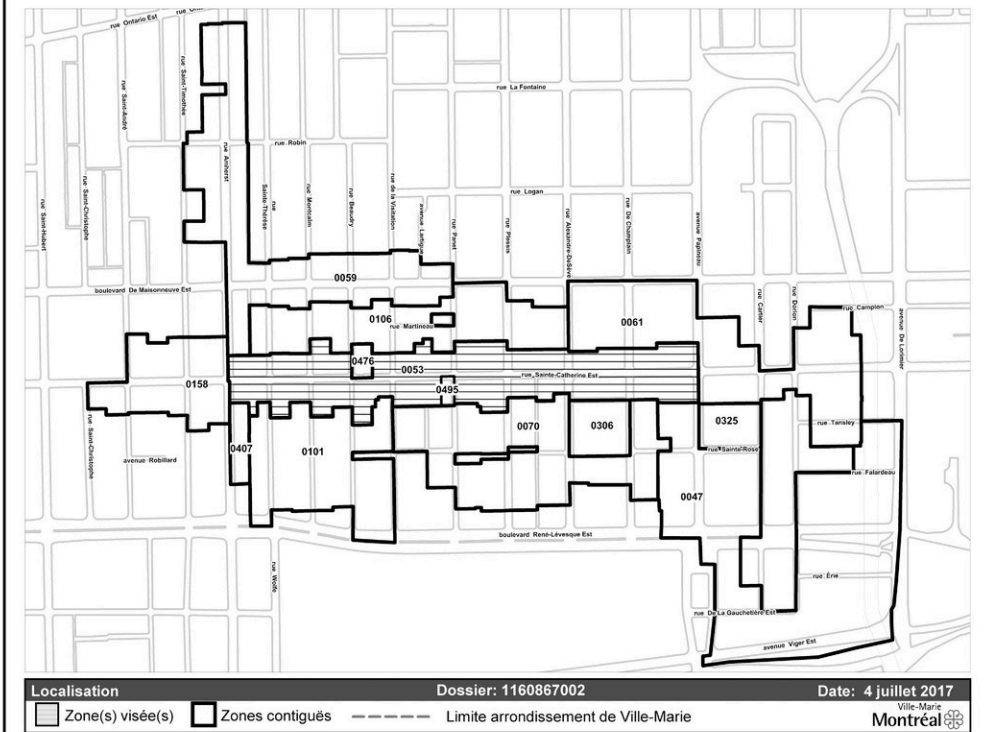 rue Ontario Est
rue Saint-Timothée
rue Saint-André
rue La Fontaine
rue Robin
rue Amherst
rue Saint-Christophe
rue Saint-Hubert
rue Sainte-Thérèse
rue Montcalm
rue Beaudry
rue de la Visitation
avenue Lartigue
rue Panet
rue Plessis
rue Logan
rue Alexandre-DeSève
rue De Champlain
avenue Papineau
0059
boulevard De Maisonneuve Est
rue Cartier
rue Dorion
rue Campion
avenue De Lorimier
0106
rue Martineau
0061
0476
0053
rue Sainte-Catherine Est
0158
0495
rue Saint-Christophe
0407
0101
0070
0306
0325
rue Tansley
rue Sainte-Rose
avenue Robillard
rue Falardeau
0047
boulevard René-Lévesque Est
rue Wolfe
rue Érie
rue De La Gauchetière Est
avenue Viger Est
Localisation Dossier: 1160867002 Date: 4 juillet 2017
Zone(s) visée(s) Zones contiguës Limite arrondissement de Ville-Marie
Ville-Marie
Montréal